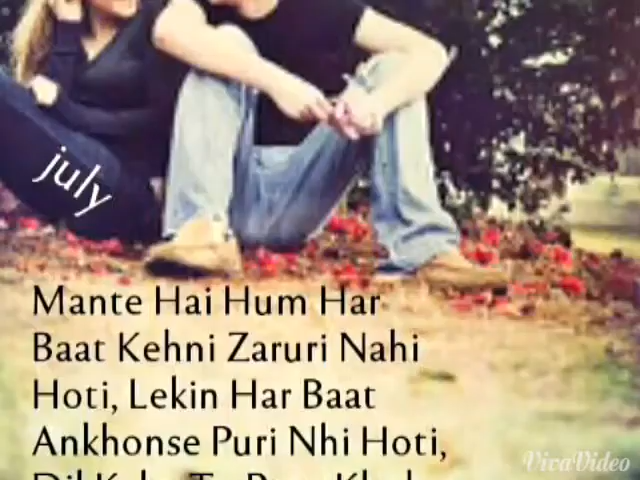 july
Mante Hai Hum Har
Baat Kehni Zaruri Nahi
Hoti, Lekin Har Baat
Ankhonse Puri Nhi Hoti,
VivaVideo